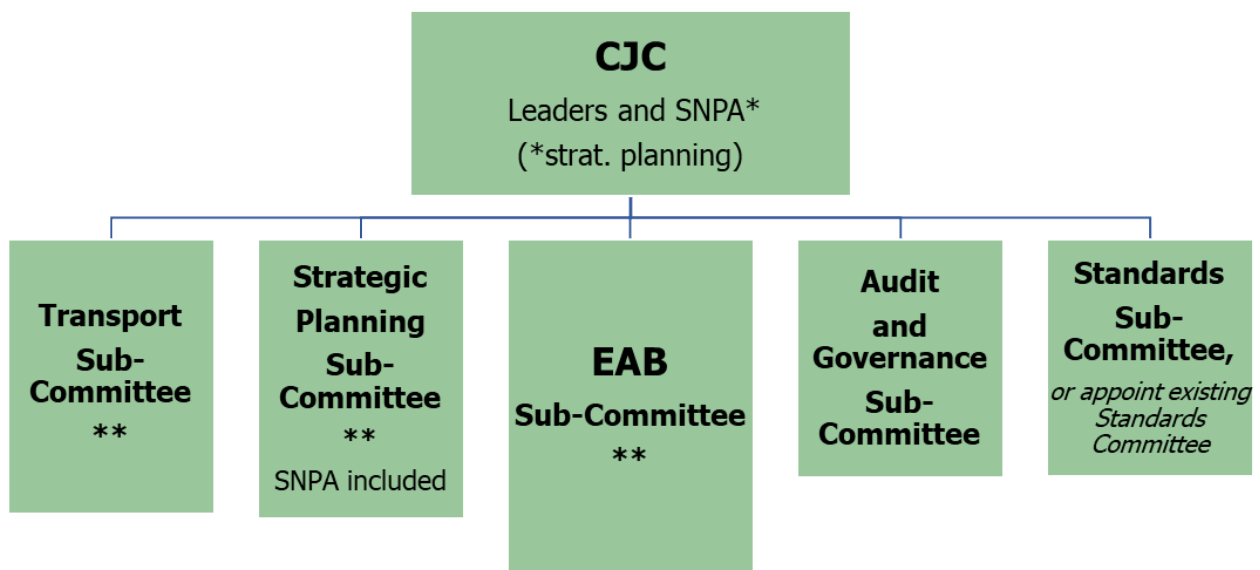 CJC
Leaders and SNPA*
(*strat. planning)
Transport
Sub-
Committee
**
Strategic
Planning
Sub-
Committee
**
SNPA included
EAB
Sub-Committee
**
Audit
and
Governance
Sub-
Committee
Standards
Sub-
Committee,
or appoint existing
Standards
Committee